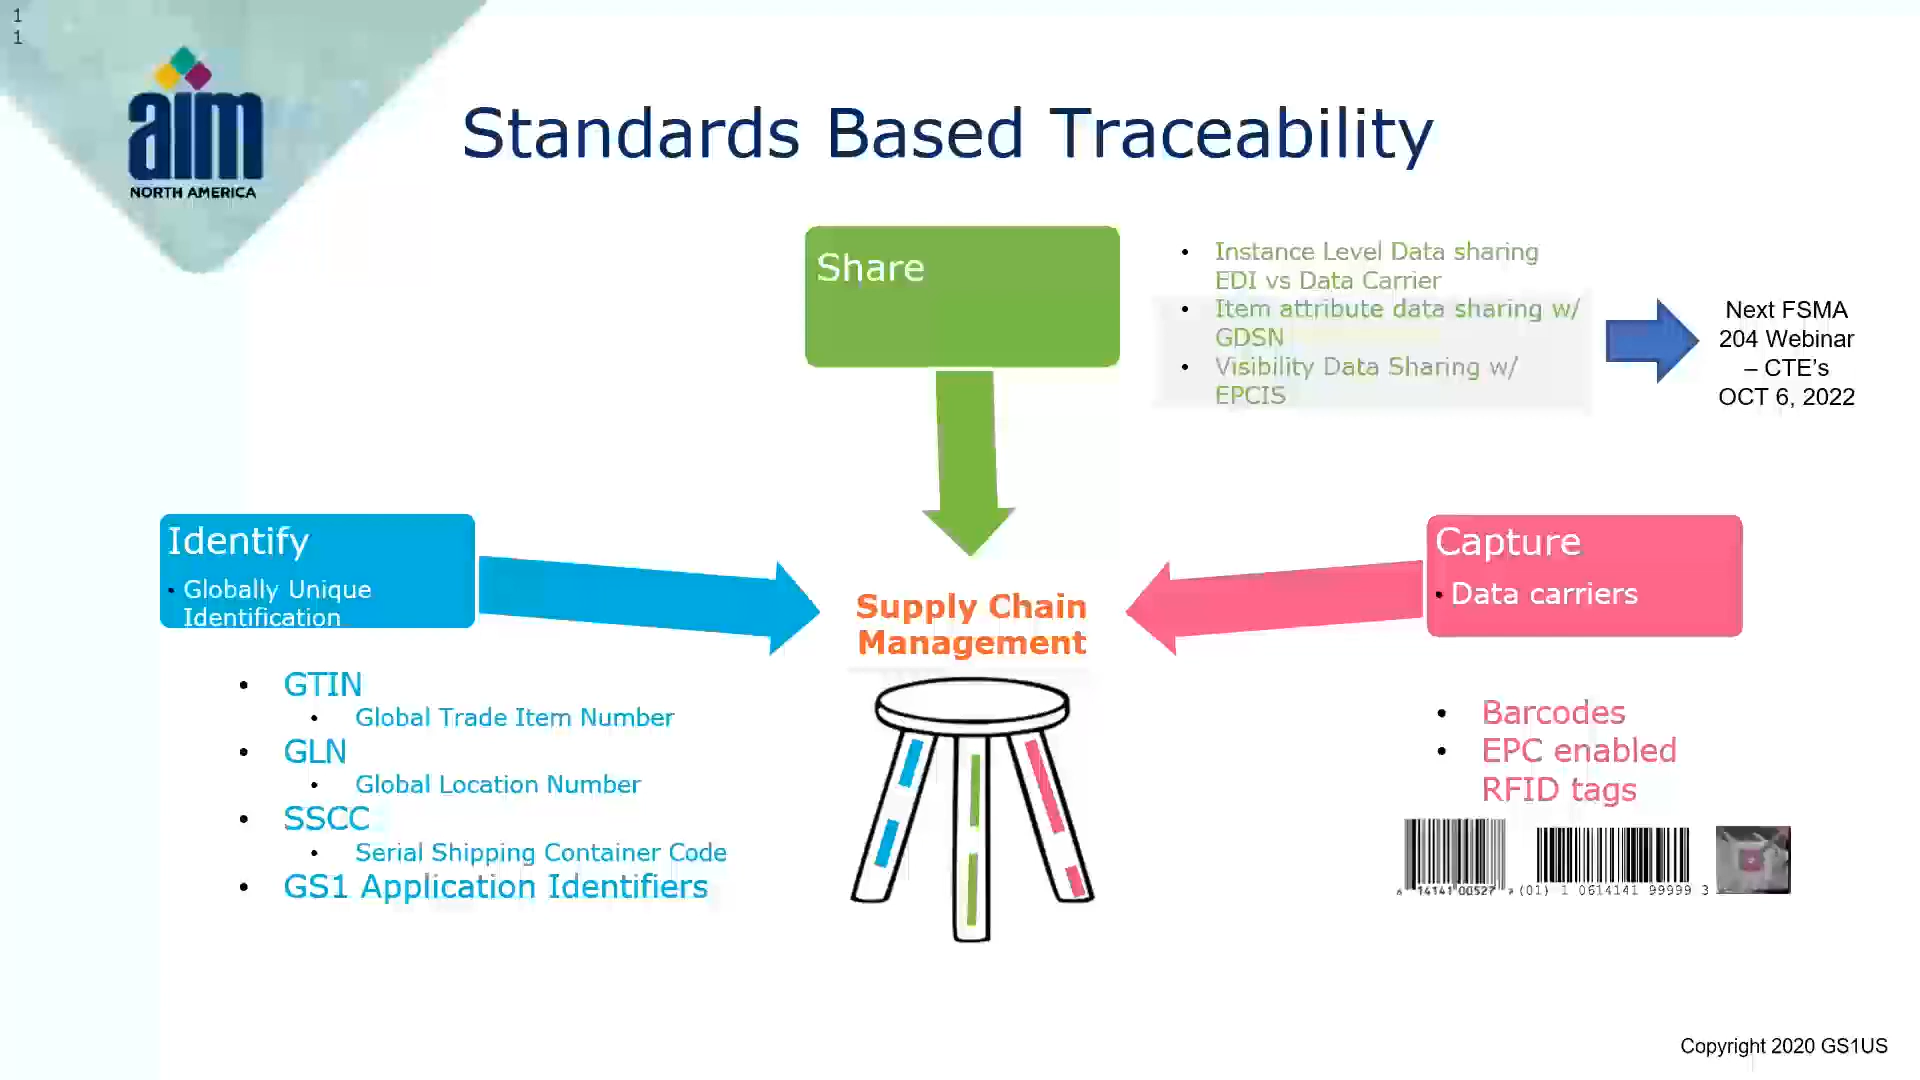 1
1
aim
NORTH AMERICA
Standards Based Traceability
Share
• Instance Level Data sharing
EDI vs Data Carrier
• Item attribute data sharing w/
GDSN
• Visibility Data Sharing w/
EPCIS
Next FSMA
204 Webinar
– CTE’s
OCT 6, 2022
Identify
• Globally Unique
Identification
Supply Chain
Management
Capture
• Data carriers
• GTIN
• Global Trade Item Number
• GLN
• Global Location Number
• SSCC
• Serial Shipping Container Code
• GS1 Application Identifiers
• Barcodes
• EPC enabled
RFID tags
14141 00527
(01) 1 0614141 99999 3
Copyright 2020 GS1US